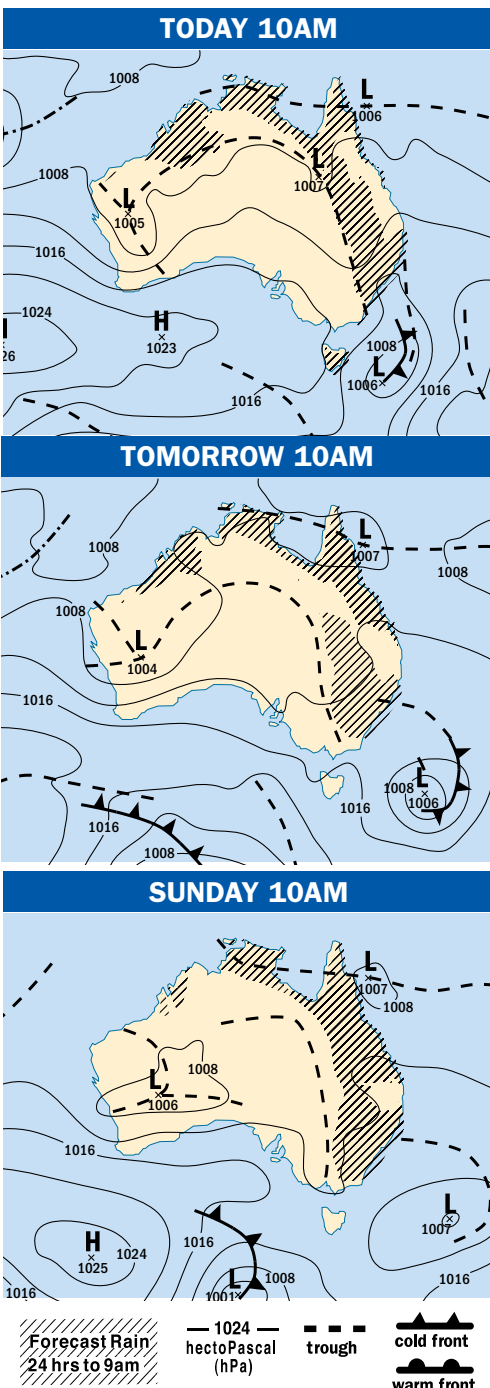 TODAY 10AM
1008
L
1006
L
1007
1008
L
1005
1016
1024
H
1023
H
26
1008
L
1006
1016
1016
TOMORROW 10AM
1008
L
1007
1008
1008
L
1004
1016
1008
L
1006
1016
1016
1008
SUNDAY 10AM
L
1007
1008
1008
L
1006
1016
L
1007
H
1025
1024
1016
1008
L
1001
1016
1016
Forecast Rain
24 hrs to 9am
1024
hectoPascal
(hPa)
trough
cold front
warm front